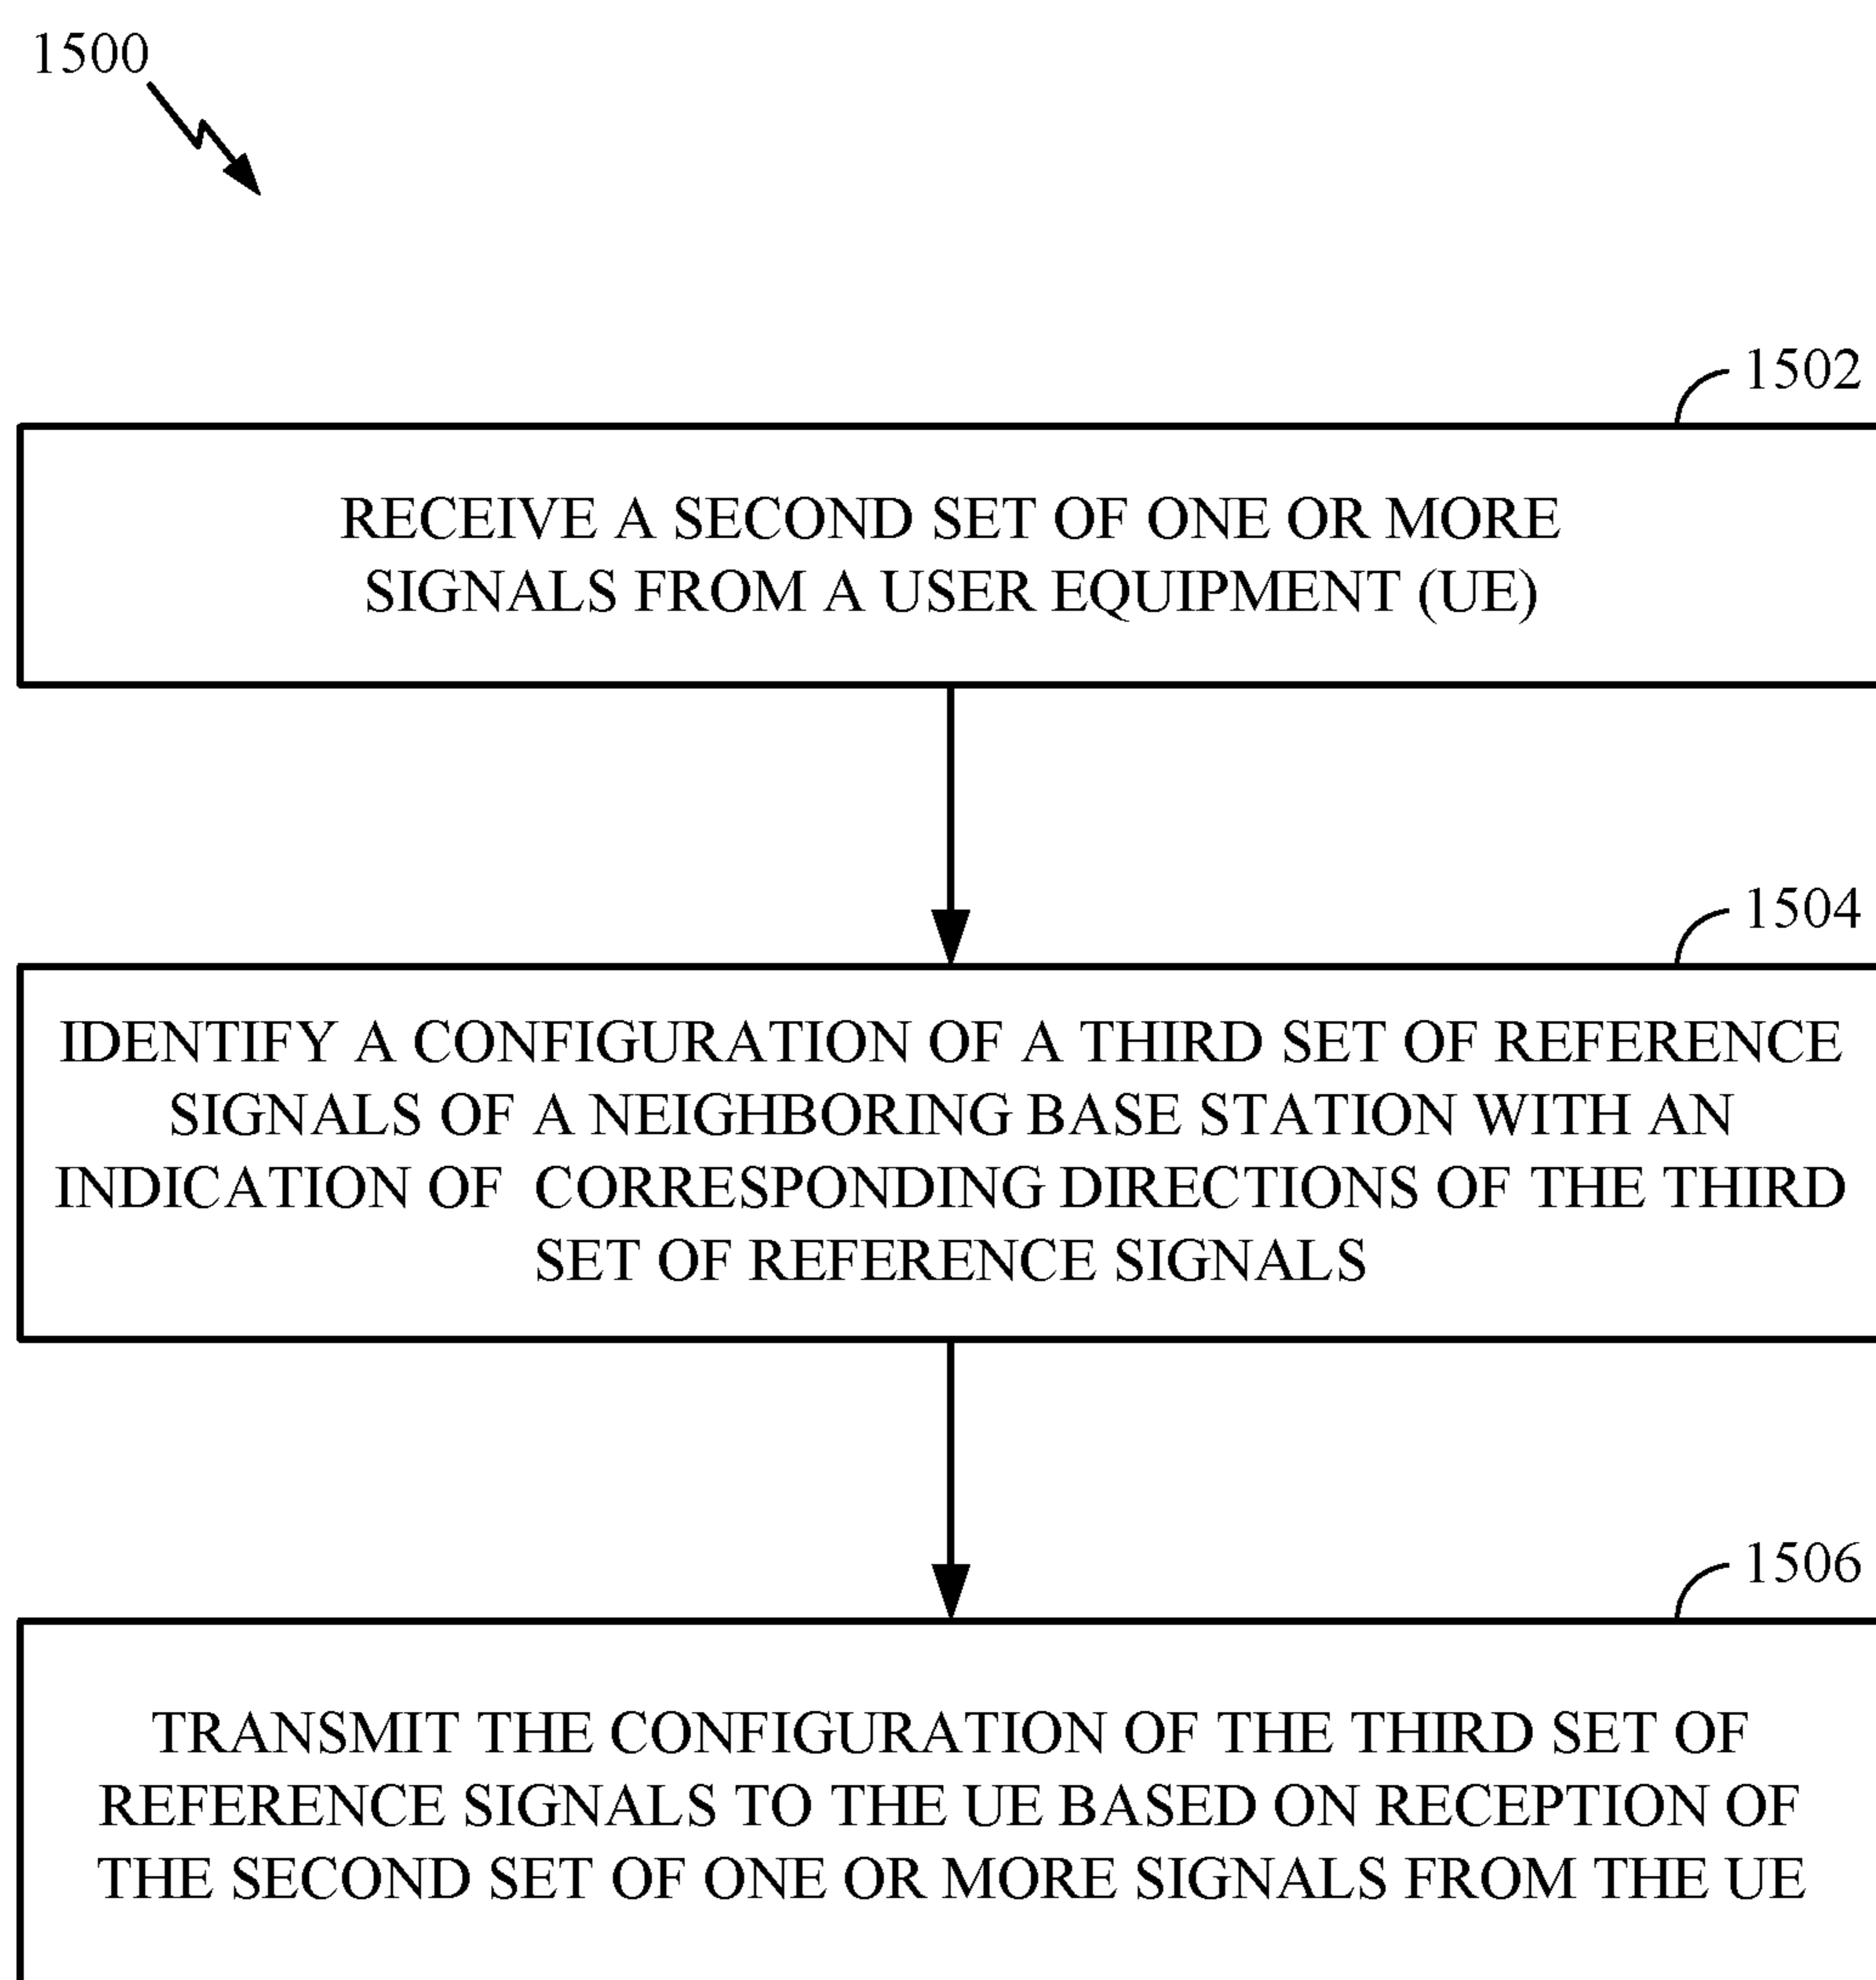 1500
1502
RECEIVE A SECOND SET OF ONE OR MORE
SIGNALS FROM A USER EQUIPMENT (UE)
1504
IDENTIFY A CONFIGURATION OF A THIRD SET OF REFERENCE
SIGNALS OF A NEIGHBORING BASE STATION WITH AN
INDICATION OF CORRESPONDING DIRECTIONS OF THE THIRD
SET OF REFERENCE SIGNALS
1506
TRANSMIT THE CONFIGURATION OF THE THIRD SET OF
REFERENCE SIGNALS TO THE UE BASED ON RECEPTION OF
THE SECOND SET OF ONE OR MORE SIGNALS FROM THE UE